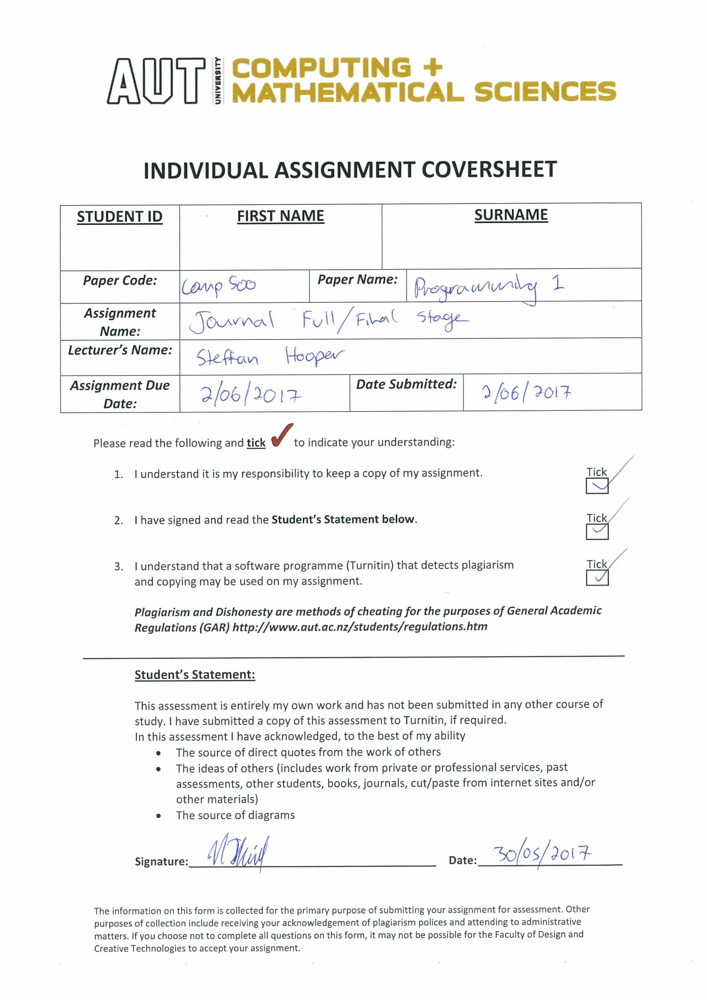 AUT UNIVERSITY COMPUTING +
MATHEMATICAL SCIENCES
INDIVIDUAL ASSIGNMENT COVERSHEET
STUDENT ID FIRST NAME SURNAME
Paper Code: Comp 500 Paper Name: Programming 1
Assignment
Name: Journal Full/Final Stage
Lecturer's Name: Steffan Hooper
Assignment Due
Date: 2/06/2017 Date Submitted: 2/06/2017
Please read the following and tick to indicate your understanding:
1. I understand it is my responsibility to keep a copy of my assignment. Tick
2. I have signed and read the Student's Statement below. Tick
3. I understand that a software programme (Turnitin) that detects plagiarism Tick
and copying may be used on my assignment.
Plagiarism and Dishonesty are methods of cheating for the purposes of General Academic
Regulations (GAR) http://www.aut.ac.nz/students/regulations.htm
Student's Statement:
This assessment is entirely my own work and has not been submitted in any other course of
study. I have submitted a copy of this assessment to Turnitin, if required.
In this assessment I have acknowledged, to the best of my ability
• The source of direct quotes from the work of others
• The ideas of others (includes work from private or professional services, past
assessments, other students, books, journals, cut/paste from internet sites and/or
other materials)
• The source of diagrams
Signature: Date: 30/05/2017
The information on this form is collected for the primary purpose of submitting your assignment for assessment. Other
purposes of collection include receiving your acknowledgement of plagiarism polices and attending to administrative
matters. If you choose not to complete all questions on this form, it may not be possible for the Faculty of Design and
Creative Technologies to accept your assignment.